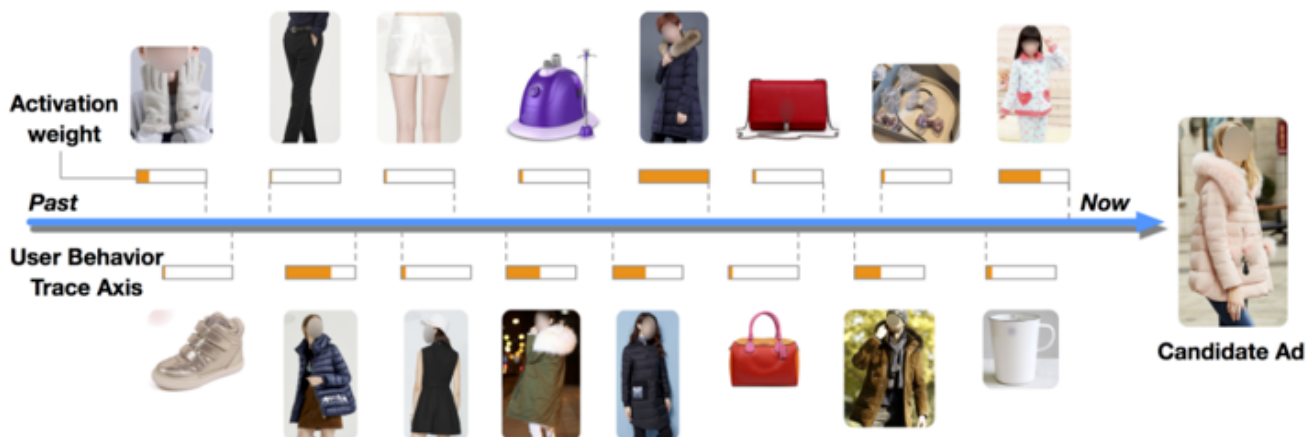 Activation
weight
Past
Now
User Behavior
Trace Axis
Candidate Ad